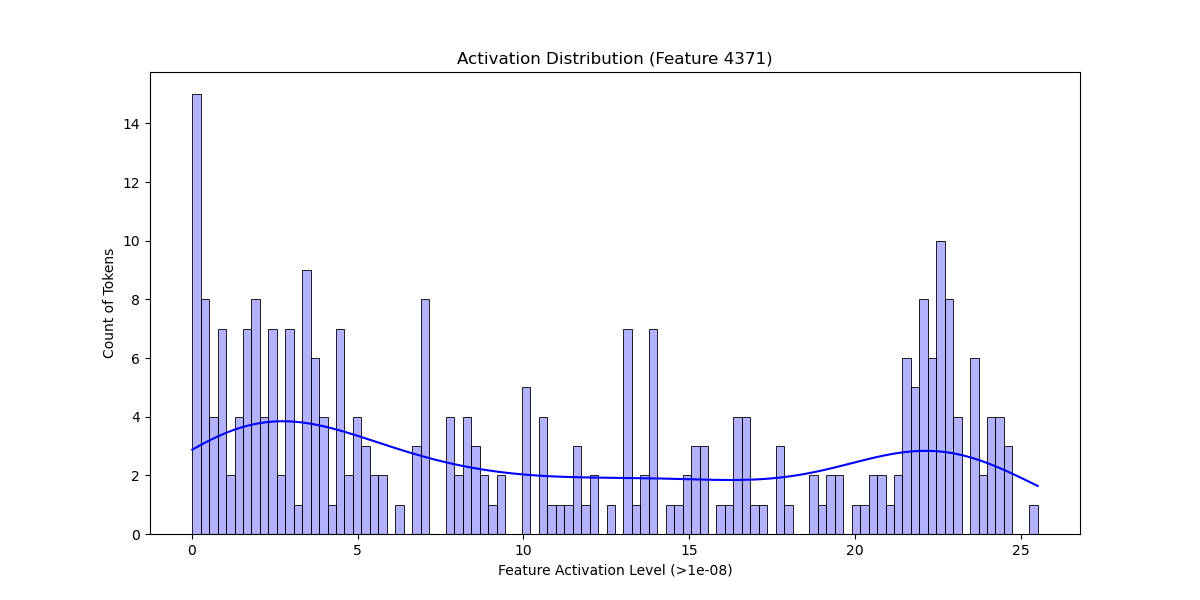 Activation Distribution (Feature 4371)
14
12
10
8
6
4
2
0
Count of Tokens
0 5 10 15 20 25
Feature Activation Level (>1e-08)